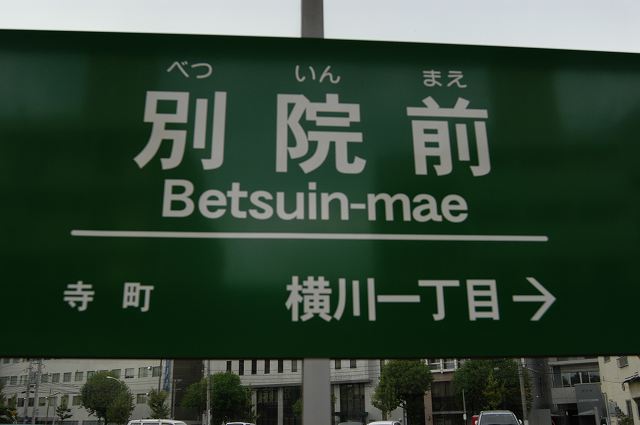 べつ いん まえ
別 院 前
Betsuin-mae
寺 町 横川一丁目→